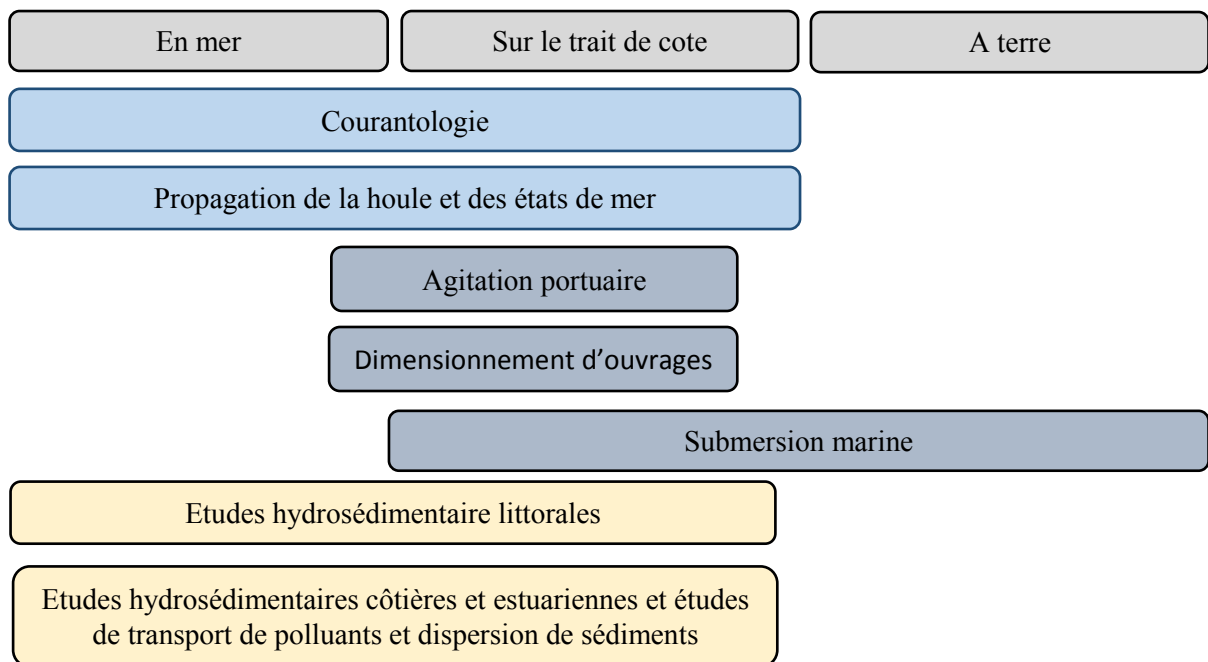 En mer
Sur le trait de cote
A terre
Courantologie
Propagation de la houle et des états de mer
Agitation portuaire
Dimensionnement d’ouvrages
Submersion marine
Etudes hydrosédimentaire littorales
Etudes hydrosédimentaires côtières et estuariennes et études
de transport de polluants et dispersion de sédiments